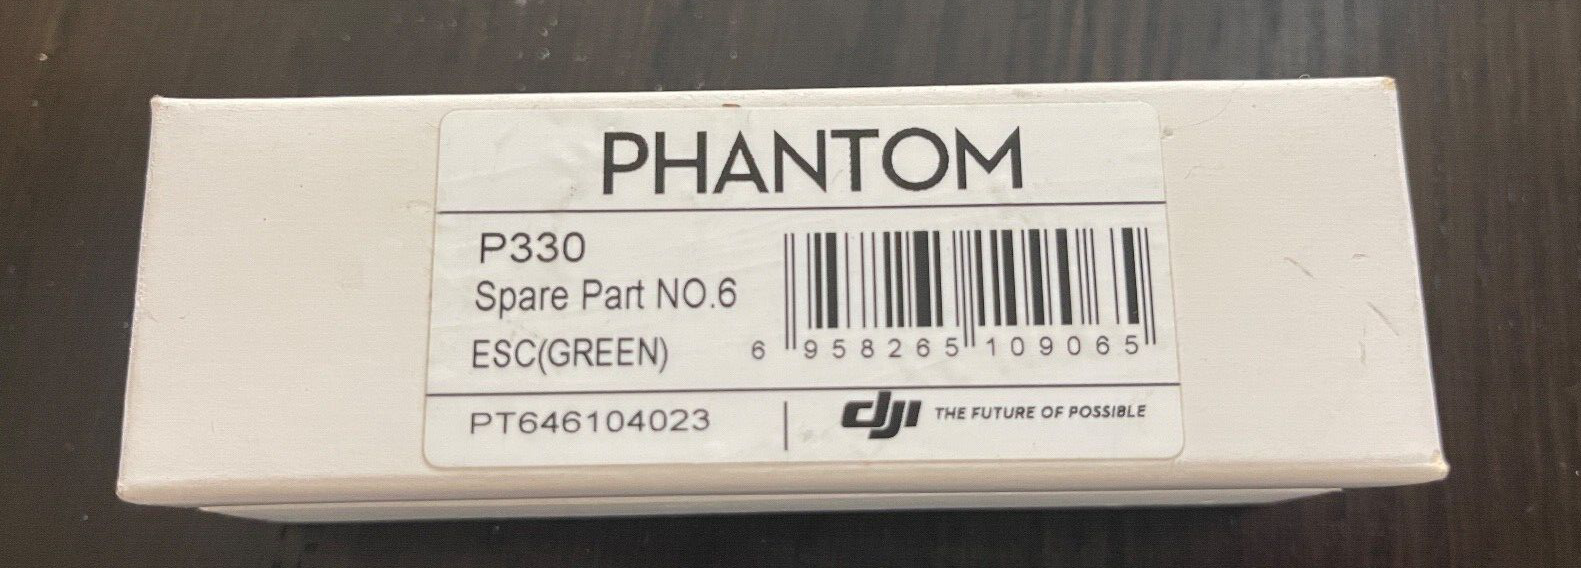 PHANTOM
P330
Spare Part NO.6
ESC(GREEN)
6 958265 109065
PT646104023
dji THE FUTURE OF POSSIBLE